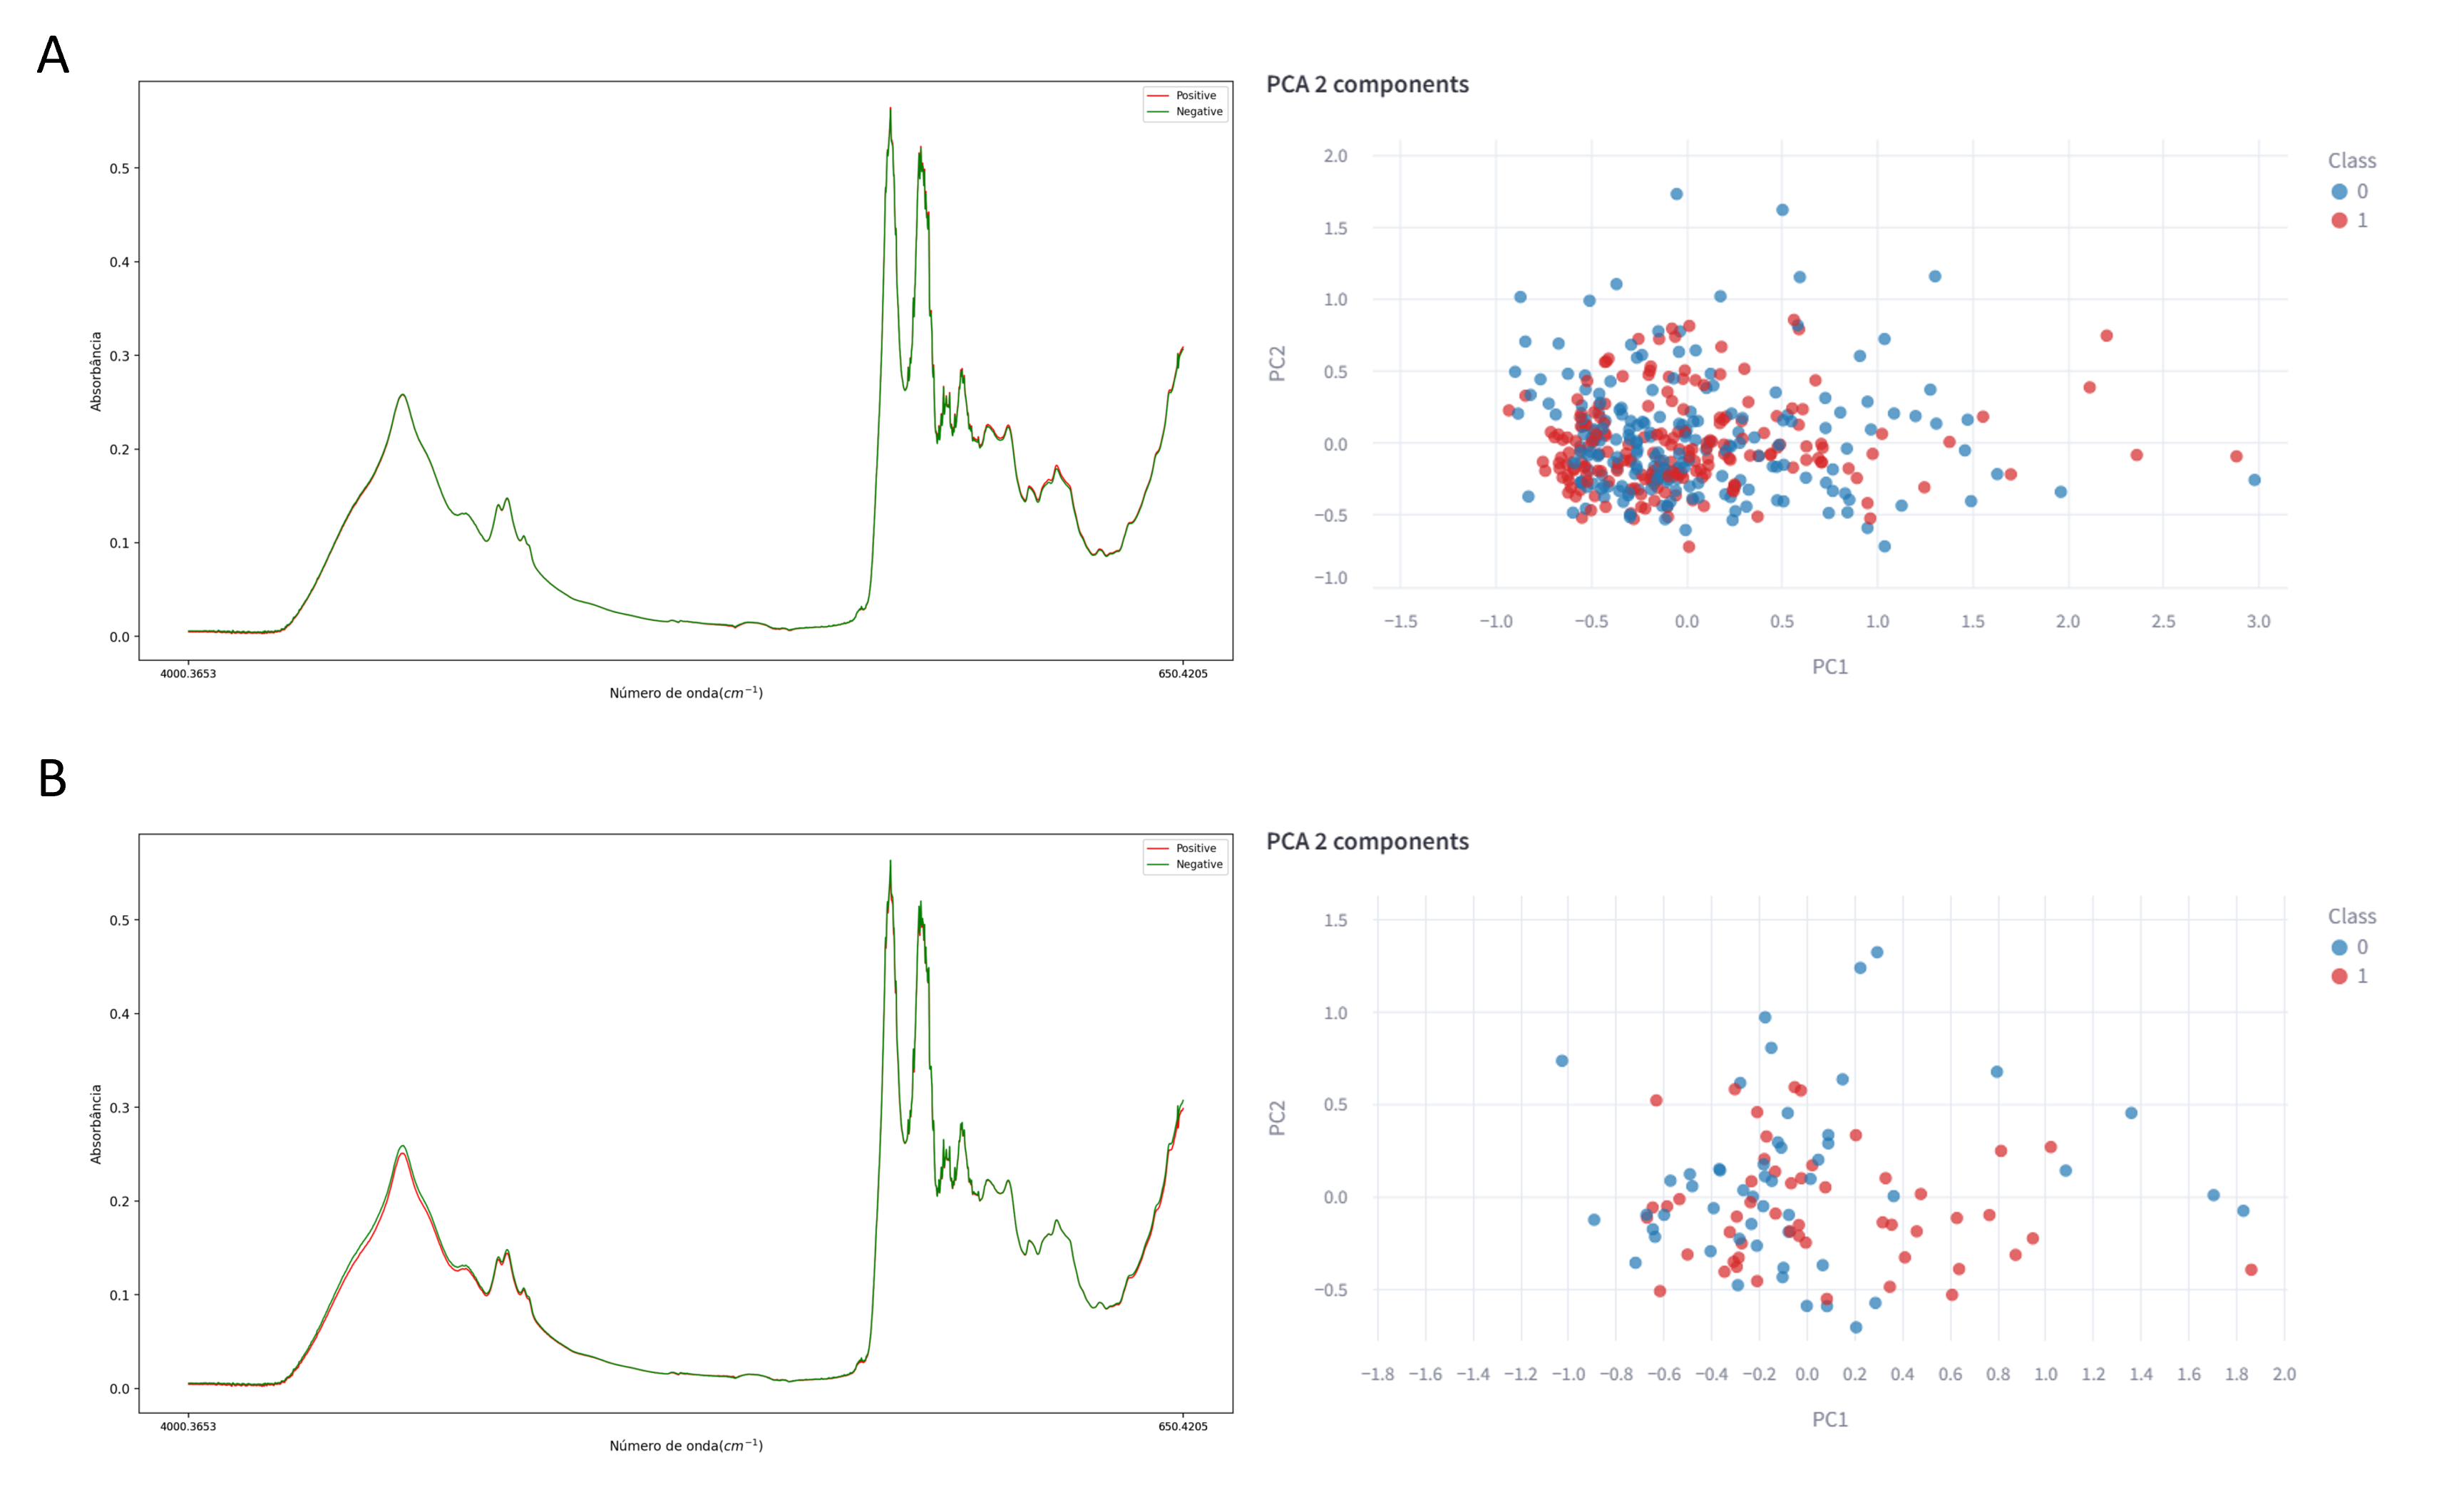 A
Positive
Negative
0.5
0.4
0.3
0.2
0.1
0.0
Absorbância
4000.3653
650.4205
Número de onda(cm⁻¹)
PCA 2 components
Class
0
1
2.0
1.5
1.0
0.5
0.0
−0.5
−1.0
PC2
−1.5 −1.0 −0.5 0.0 0.5 1.0 1.5 2.0 2.5 3.0
PC1
B
Positive
Negative
0.5
0.4
0.3
0.2
0.1
0.0
Absorbância
4000.3653
650.4205
Número de onda(cm⁻¹)
PCA 2 components
Class
0
1
1.5
1.0
0.5
0.0
−0.5
PC2
−1.8 −1.6 −1.4 −1.2 −1.0 −0.8 −0.6 −0.4 −0.2 0.0 0.2 0.4 0.6 0.8 1.0 1.2 1.4 1.6 1.8 2.0
PC1